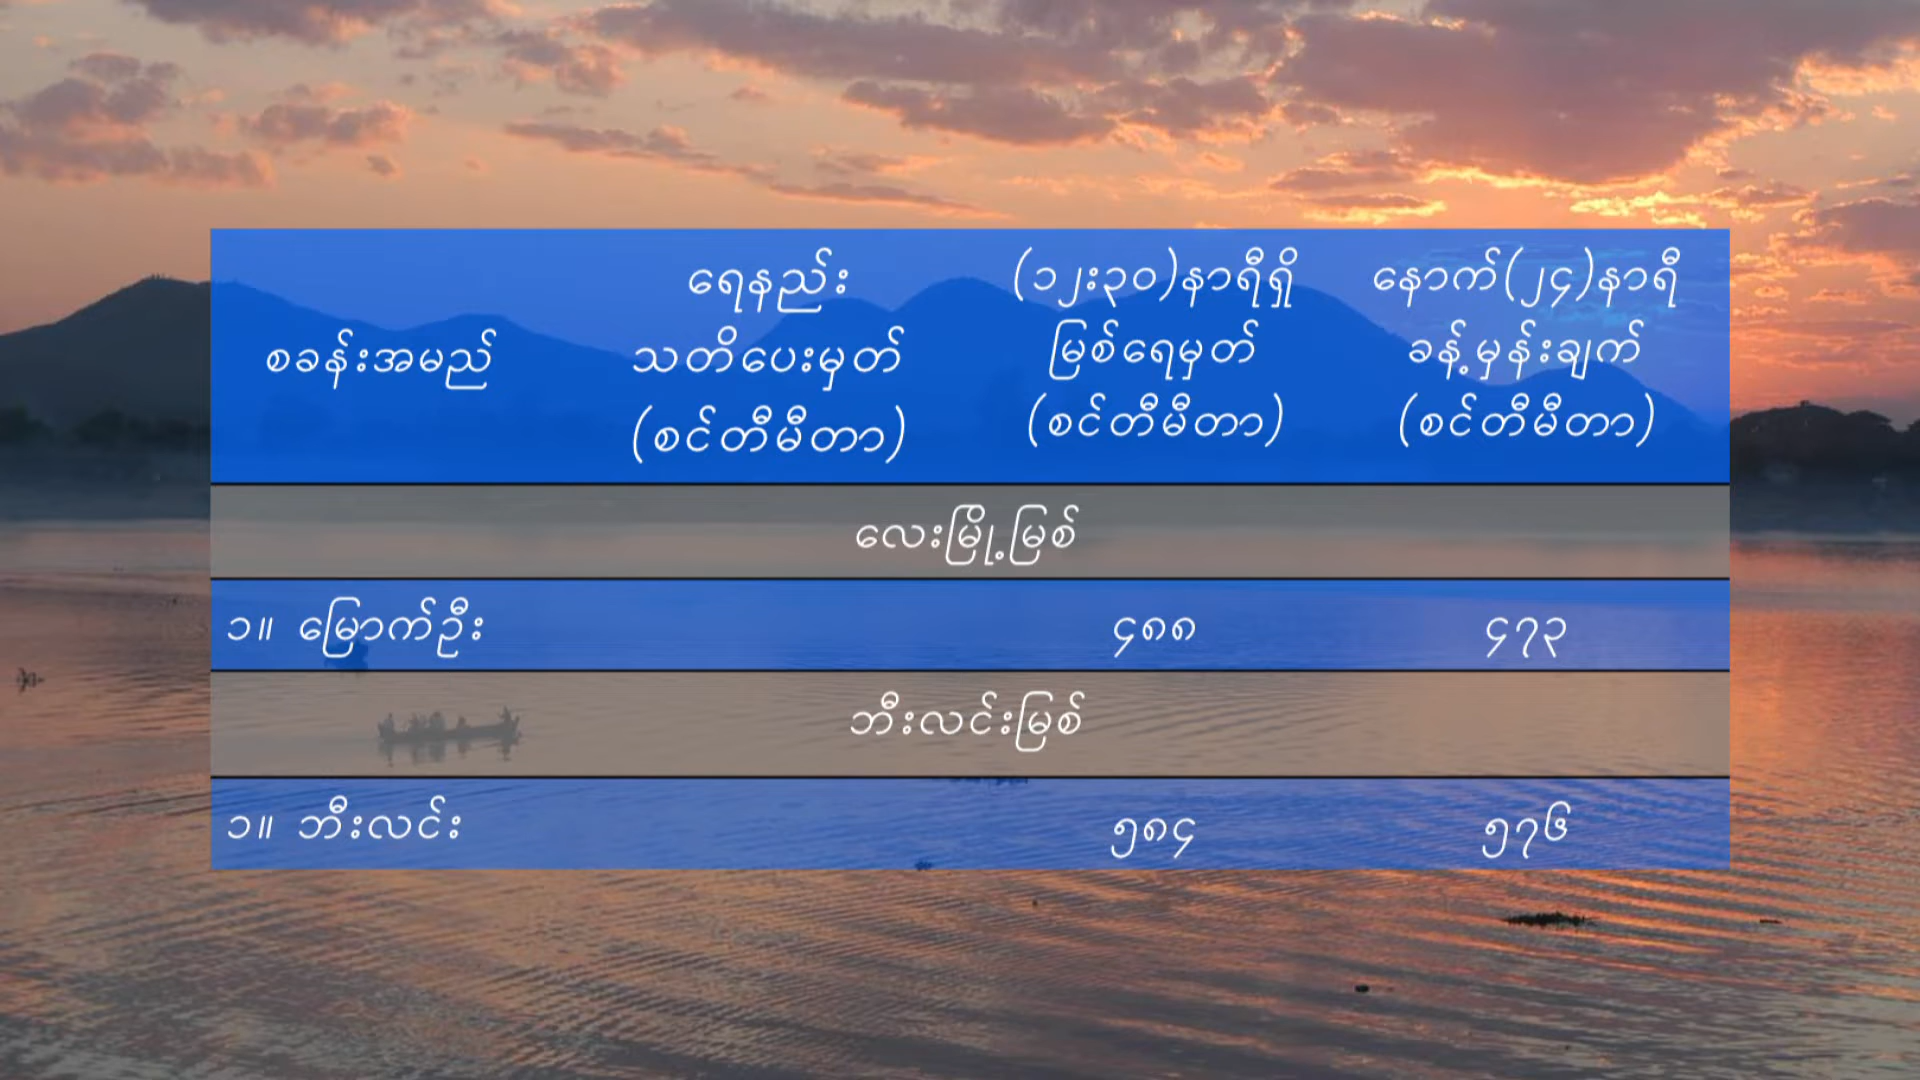 စခန်းအမည်
ရေနည်း
သတိပေးမှတ်
(စင်တီမီတာ)
(၁၂း၃၀)နာရီရှိ
မြစ်ရေမှတ်
(စင်တီမီတာ)
နောက်(၂၄)နာရီ
ခန့်မှန်းချက်
(စင်တီမီတာ)
လေးမြို့မြစ်
၁။ မြောက်ဦး ၄၈၈ ၄၇၃
ဘီးလင်းမြစ်
၁။ ဘီးလင်း ၅၈၄ ၅၇၆